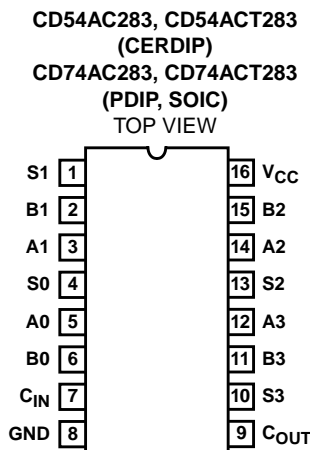 CD54AC283, CD54ACT283
(CERDIP)
CD74AC283, CD74ACT283
(PDIP, SOIC)
TOP VIEW
S1 1 16 VCC
B1 2 15 B2
A1 3 14 A2
S0 4 13 S2
A0 5 12 A3
B0 6 11 B3
CIN 7 10 S3
GND 8 9 COUT